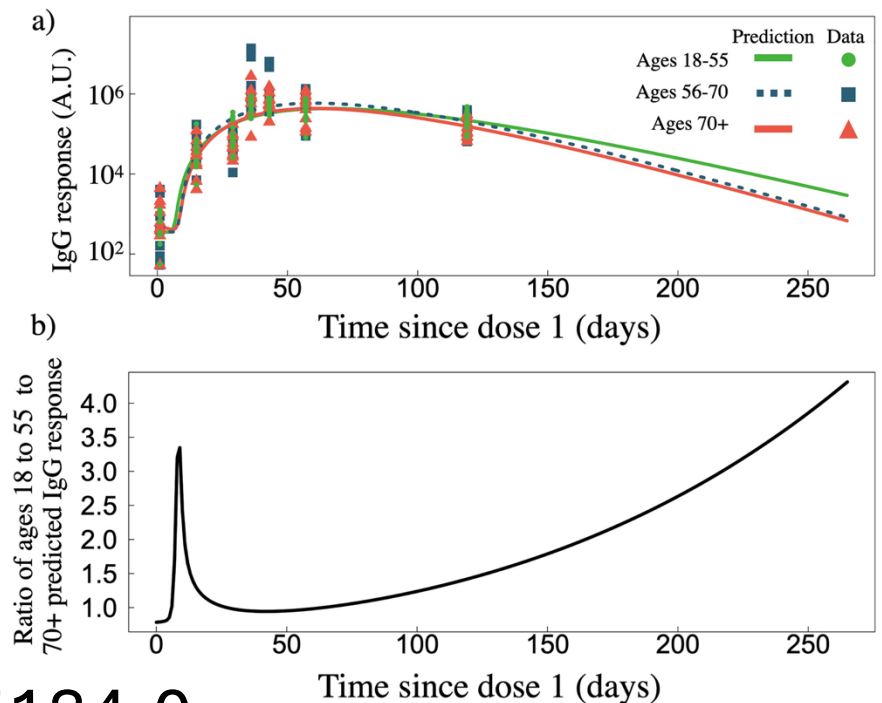 a)
IgG response (A.U.)
10⁶
10⁴
10²
Prediction Data
Ages 18-55
Ages 56-70
Ages 70+
0 50 100 150 200 250
Time since dose 1 (days)
b)
Ratio of ages 18 to 55 to
70+ predicted IgG response
4.0
3.5
3.0
2.5
2.0
1.5
1.0
0 50 100 150 200 250
Time since dose 1 (days)